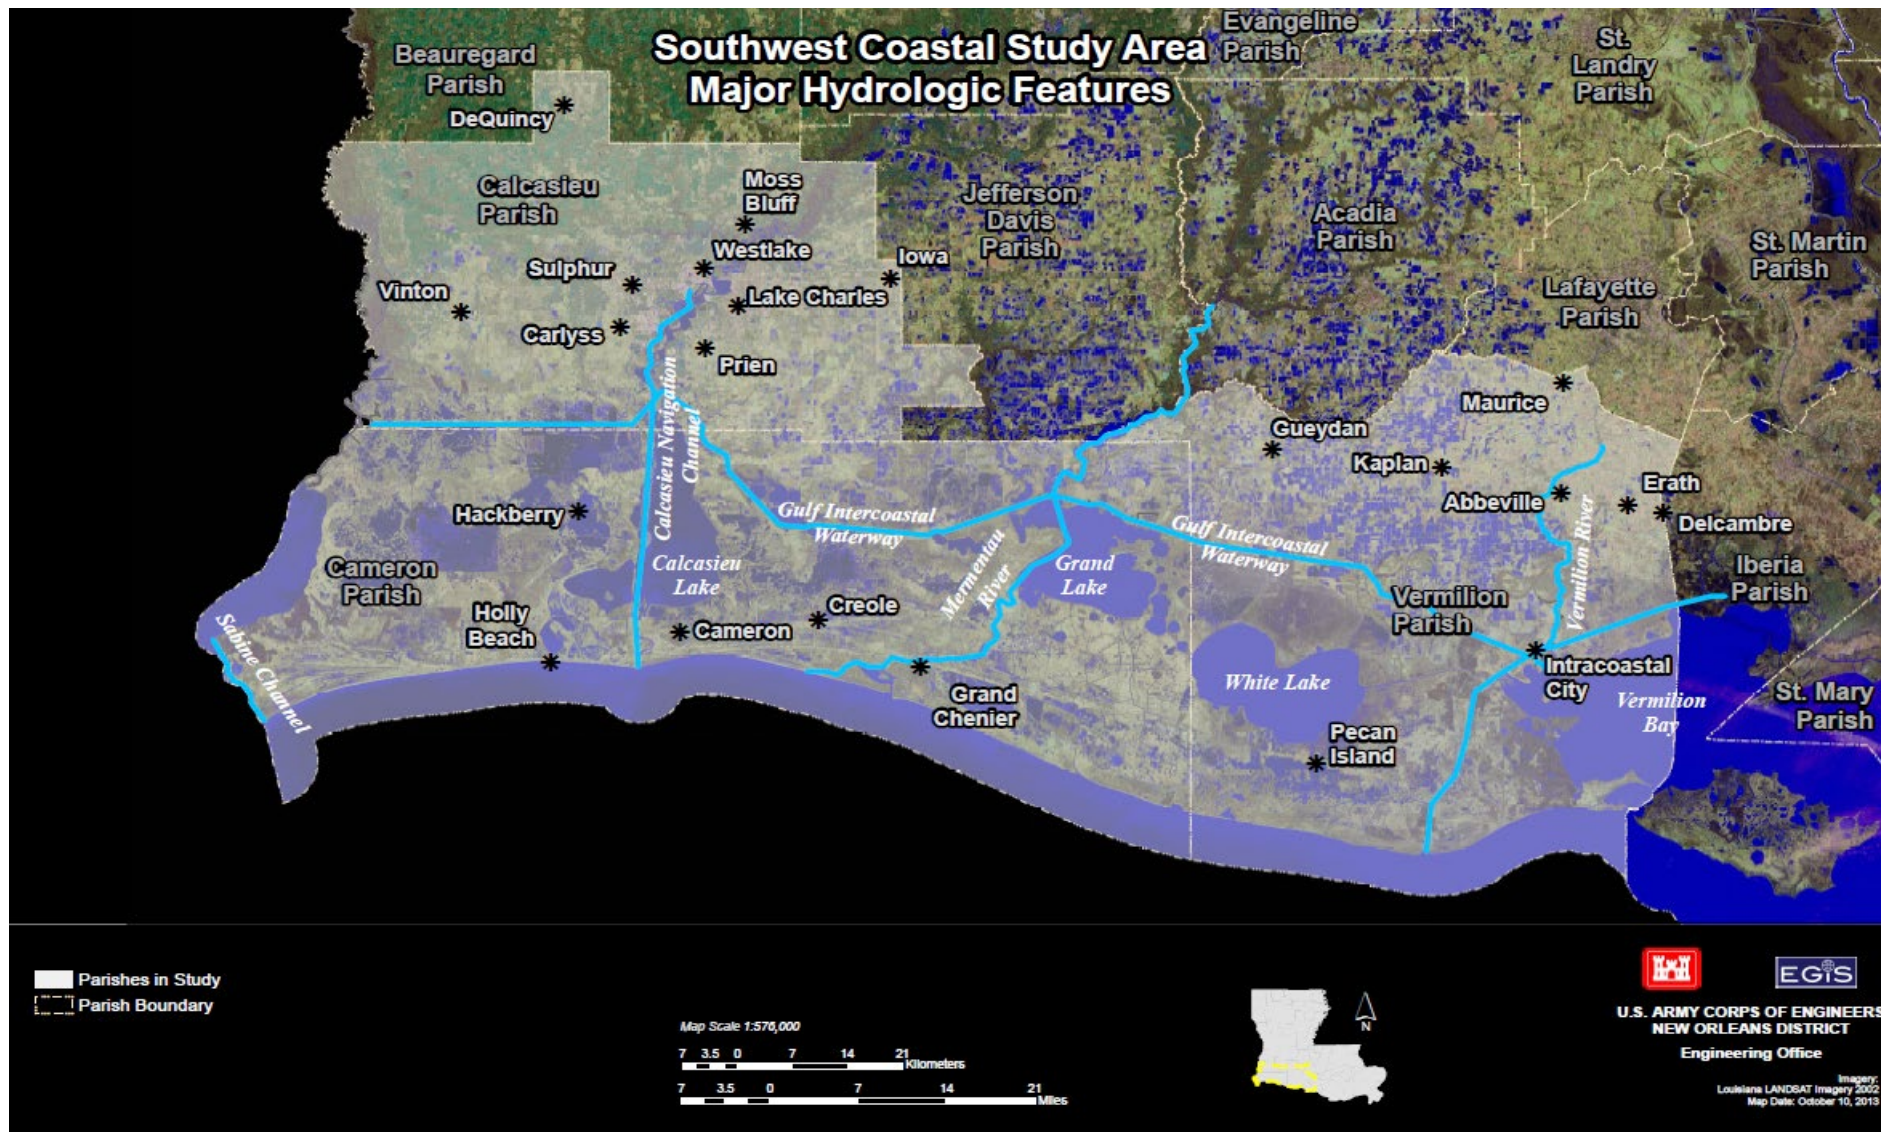 Southwest Coastal Study Area
Major Hydrologic Features
Beauregard
Parish
DeQuincy
Evangeline
Parish
St.
Landry
Parish
Calcasieu
Parish
Moss
Bluff
Westlake
Sulphur
Vinton
Carlyss
Lake Charles
Iowa
Prien
Jefferson
Davis
Parish
Acadia
Parish
St. Martin
Parish
Lafayette
Parish
Maurice
Gueydan
Kaplan
Abbeville
Erath
Delcambre
Iberia
Parish
Calcasieu Navigation
Channel
Hackberry
Gulf Intercoastal
Waterway
Gulf Intercoastal
Waterway
Vermilion River
Cameron
Parish
Calcasieu
Lake
Mermentau
River
Grand
Lake
Vermilion
Parish
Holly
Beach
Creole
Cameron
Sabine Channel
Grand
Chenier
White Lake
Intracoastal
City
Vermilion
Bay
St. Mary
Parish
Pecan
Island
Parishes in Study
Parish Boundary
Map Scale 1:576,000
7 3.5 0 7 14 21
Kilometers
7 3.5 0 7 14 21
Miles
N
EGIS
U.S. ARMY CORPS OF ENGINEERS
NEW ORLEANS DISTRICT
Engineering Office
Imagery:
Louisiana LANDSAT Imagery 2002
Map Date: October 10, 2013